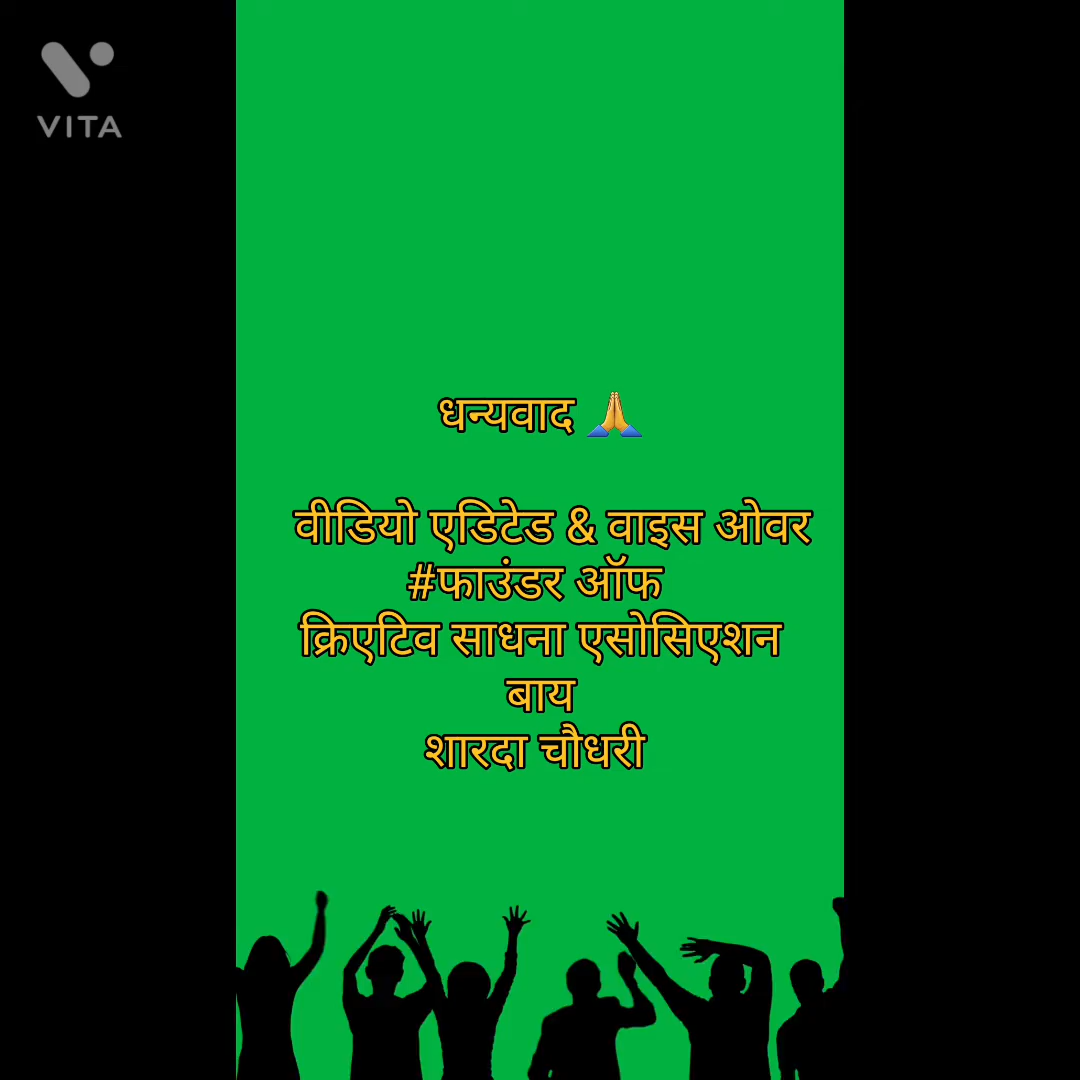 VITA
धन्यवाद 🙏
वीडियो एडिटेड & वाइस ओवर
#फाउंडर ऑफ
क्रिएटिव साधना एसोसिएशन
बाय
शारदा चौधरी